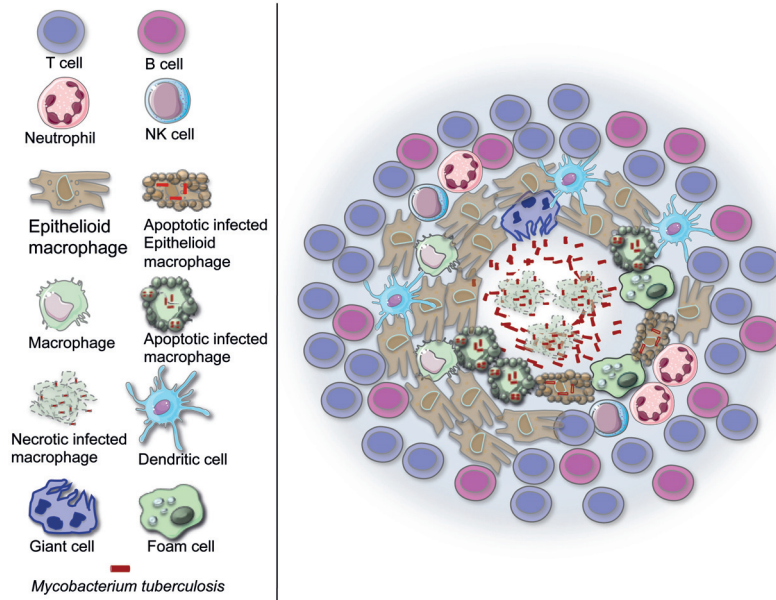 T cell
B cell
Neutrophil
NK cell
Epithelioid
macrophage
Apoptotic infected
Epithelioid
macrophage
Macrophage
Apoptotic infected
macrophage
Necrotic infected
macrophage
Dendritic cell
Giant cell
Foam cell
Mycobacterium tuberculosis